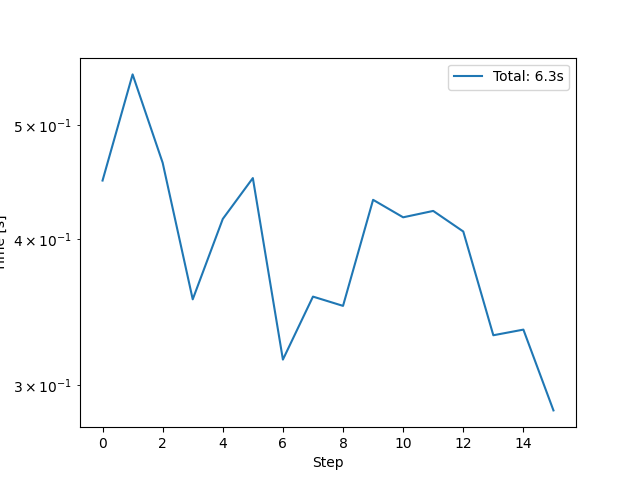 Total: 6.3s
5 × 10⁻¹
4 × 10⁻¹
3 × 10⁻¹
Time [s]
0 2 4 6 8 10 12 14
Step